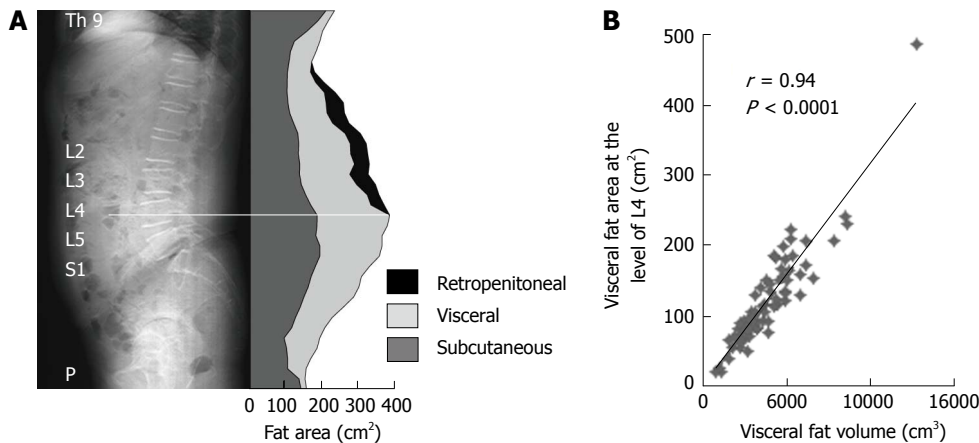 A
Th 9
L2
L3
L4
L5
S1
P
Retropenitoneal
Visceral
Subcutaneous
0 100 200 300 400
Fat area (cm2)
B
500
400
300
200
100
0
r = 0.94
P < 0.0001
Visceral fat area at the
level of L4 (cm2)
0 6000 10000 16000
Visceral fat volume (cm3)